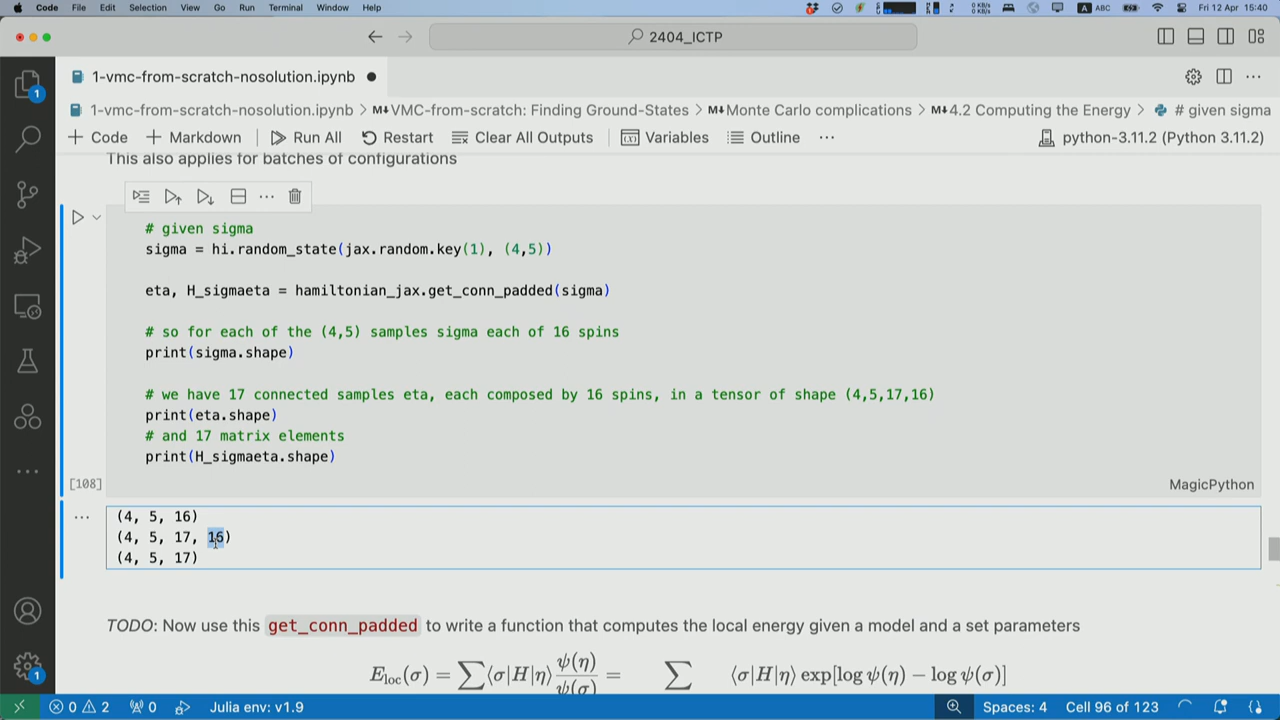 Code File Edit Selection View Go Run Terminal Window Help
A ABC Fri 12 Apr 15:40
2404_ICTP
1-vmc-from-scratch-nosolution.ipynb
1-vmc-from-scratch-nosolution.ipynb > M↓VMC-from-scratch: Finding Ground-States > M↓Monte Carlo complications > M↓4.2 Computing the Energy > # given sigma
+ Code + Markdown Run All Restart Clear All Outputs Variables Outline ··· python-3.11.2 (Python 3.11.2)
This also applies for batches of configurations
# given sigma
sigma = hi.random_state(jax.random.key(1), (4,5))
eta, H_sigmaeta = hamiltonian_jax.get_conn_padded(sigma)
# so for each of the (4,5) samples sigma each of 16 spins
print(sigma.shape)
# we have 17 connected samples eta, each composed by 16 spins, in a tensor of shape (4,5,17,16)
print(eta.shape)
# and 17 matrix elements
print(H_sigmaeta.shape)
[108] MagicPython
(4, 5, 16)
(4, 5, 17, 16)
(4, 5, 17)
TODO: Now use this get_conn_padded to write a function that computes the local energy given a model and a set parameters
E_loc(σ) = ∑⟨σ|H|η⟩ ψ(η)/ψ(σ) = ∑ ⟨σ|H|η⟩ exp[log ψ(η) − log ψ(σ)]
0 2 0 Julia env: v1.9 Spaces: 4 Cell 96 of 123